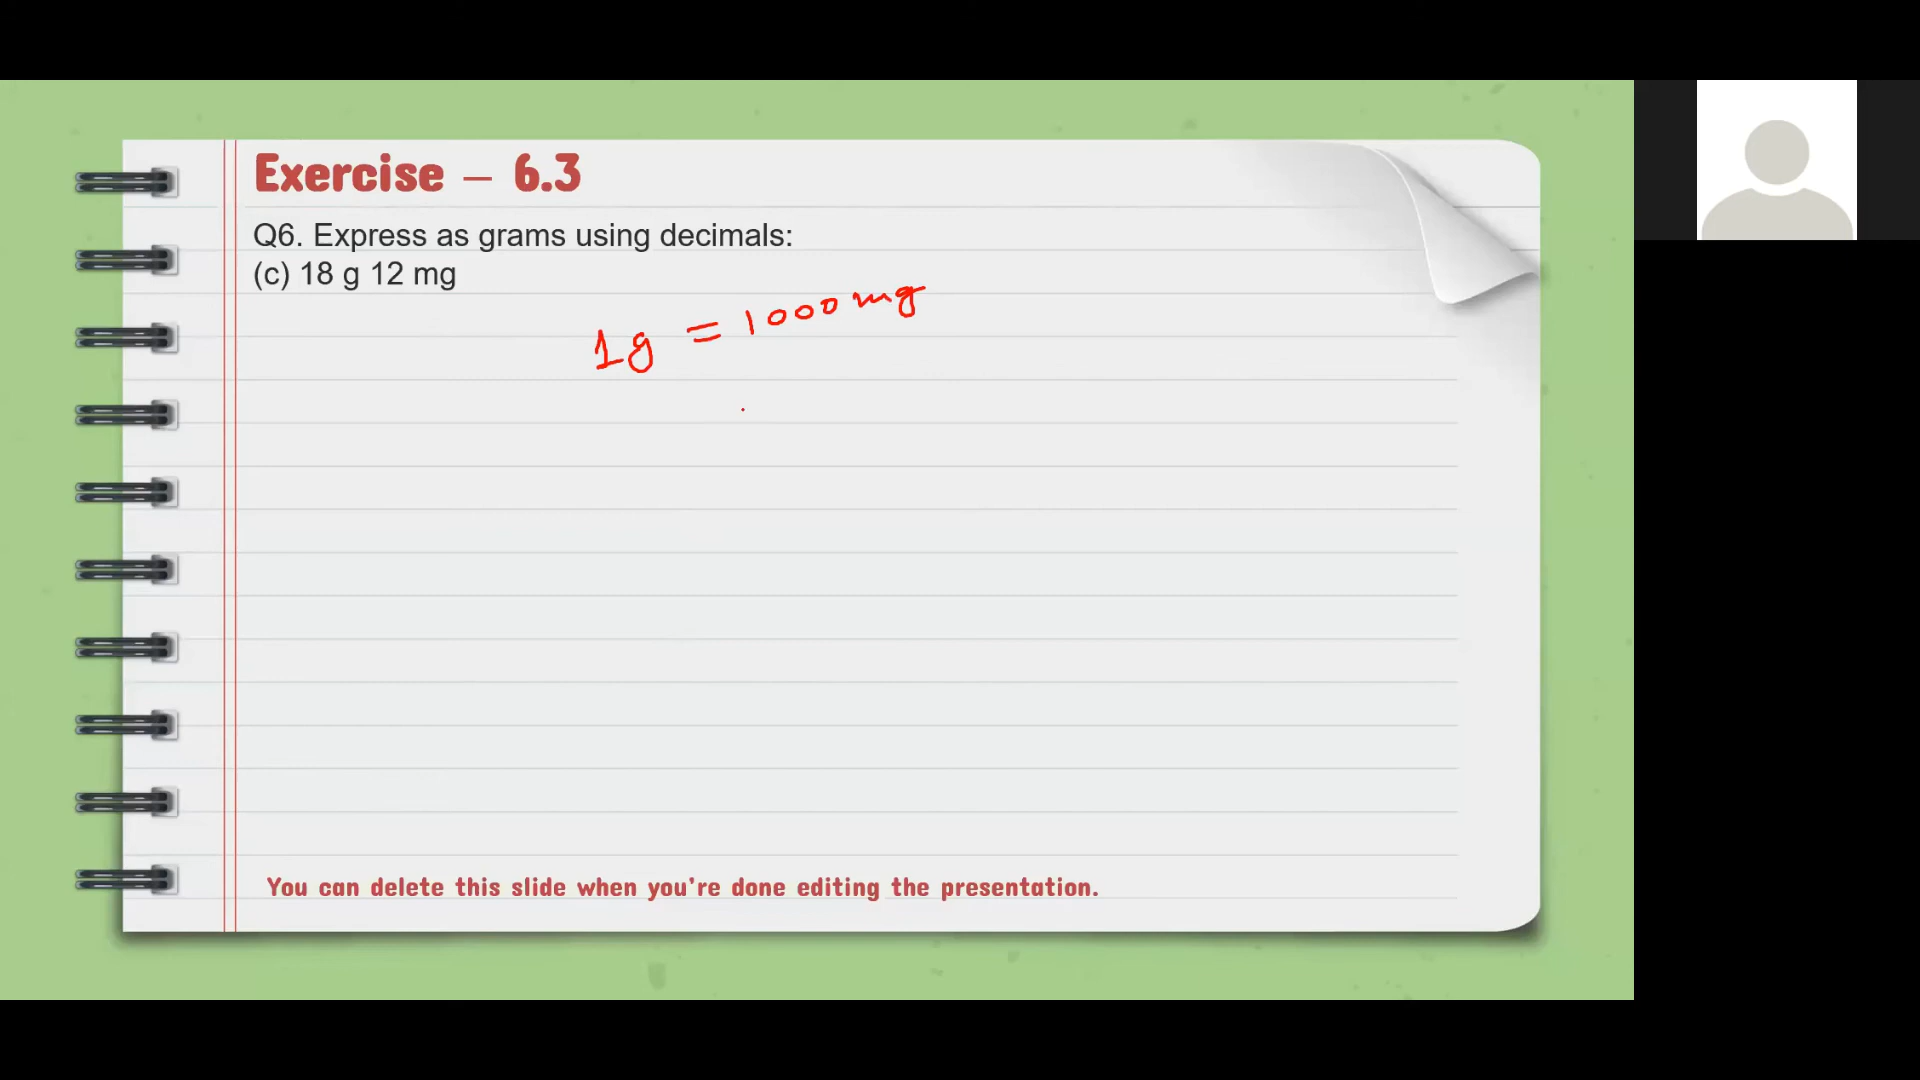 Exercise – 6.3
Q6. Express as grams using decimals:
(c) 18 g 12 mg
1g = 1000 mg
You can delete this slide when you're done editing the presentation.